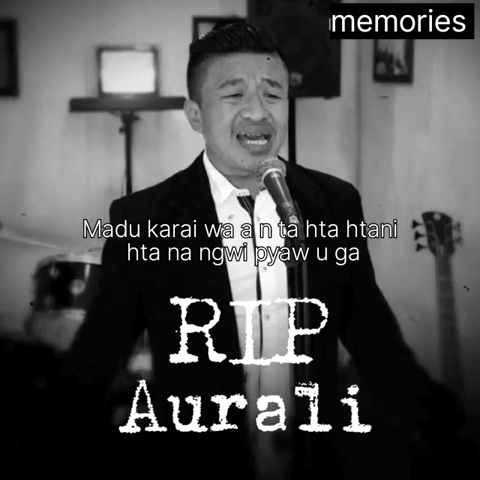 memories
Madu karai wa a n ta hta htani
hta na ngwi pyaw u ga
RIP
Aurali